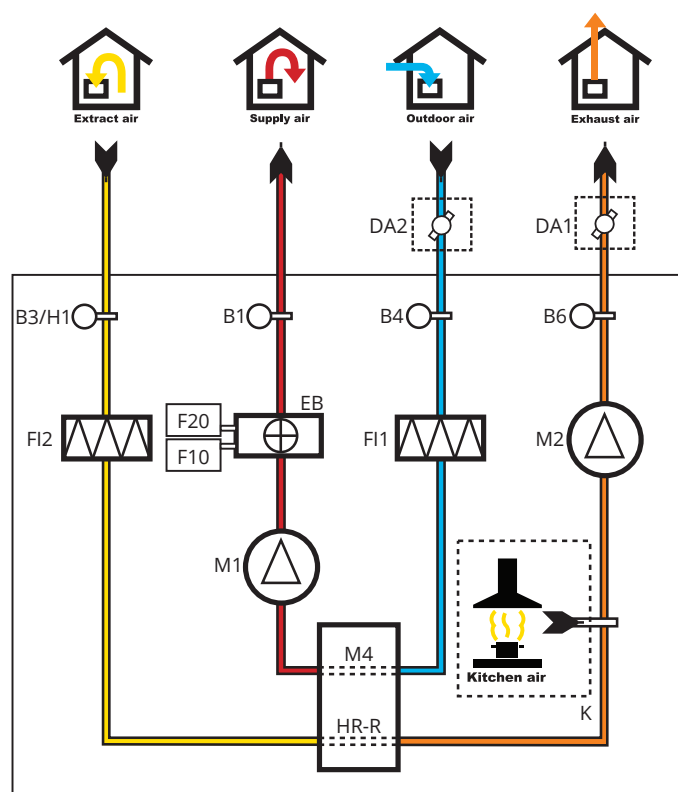 Extract air
Supply air
Outdoor air
Exhaust air
DA2
DA1
B3/H1
B1
B4
B6
EB
F20
F10
FI2
FI1
M2
M1
M4
HR-R
Kitchen air
K